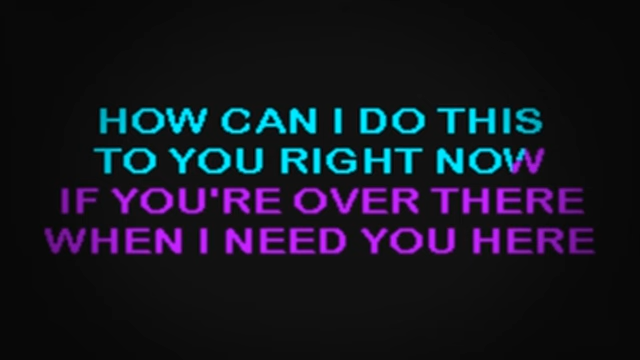 HOW CAN I DO THIS
TO YOU RIGHT NOW
IF YOU'RE OVER THERE
WHEN I NEED YOU HERE